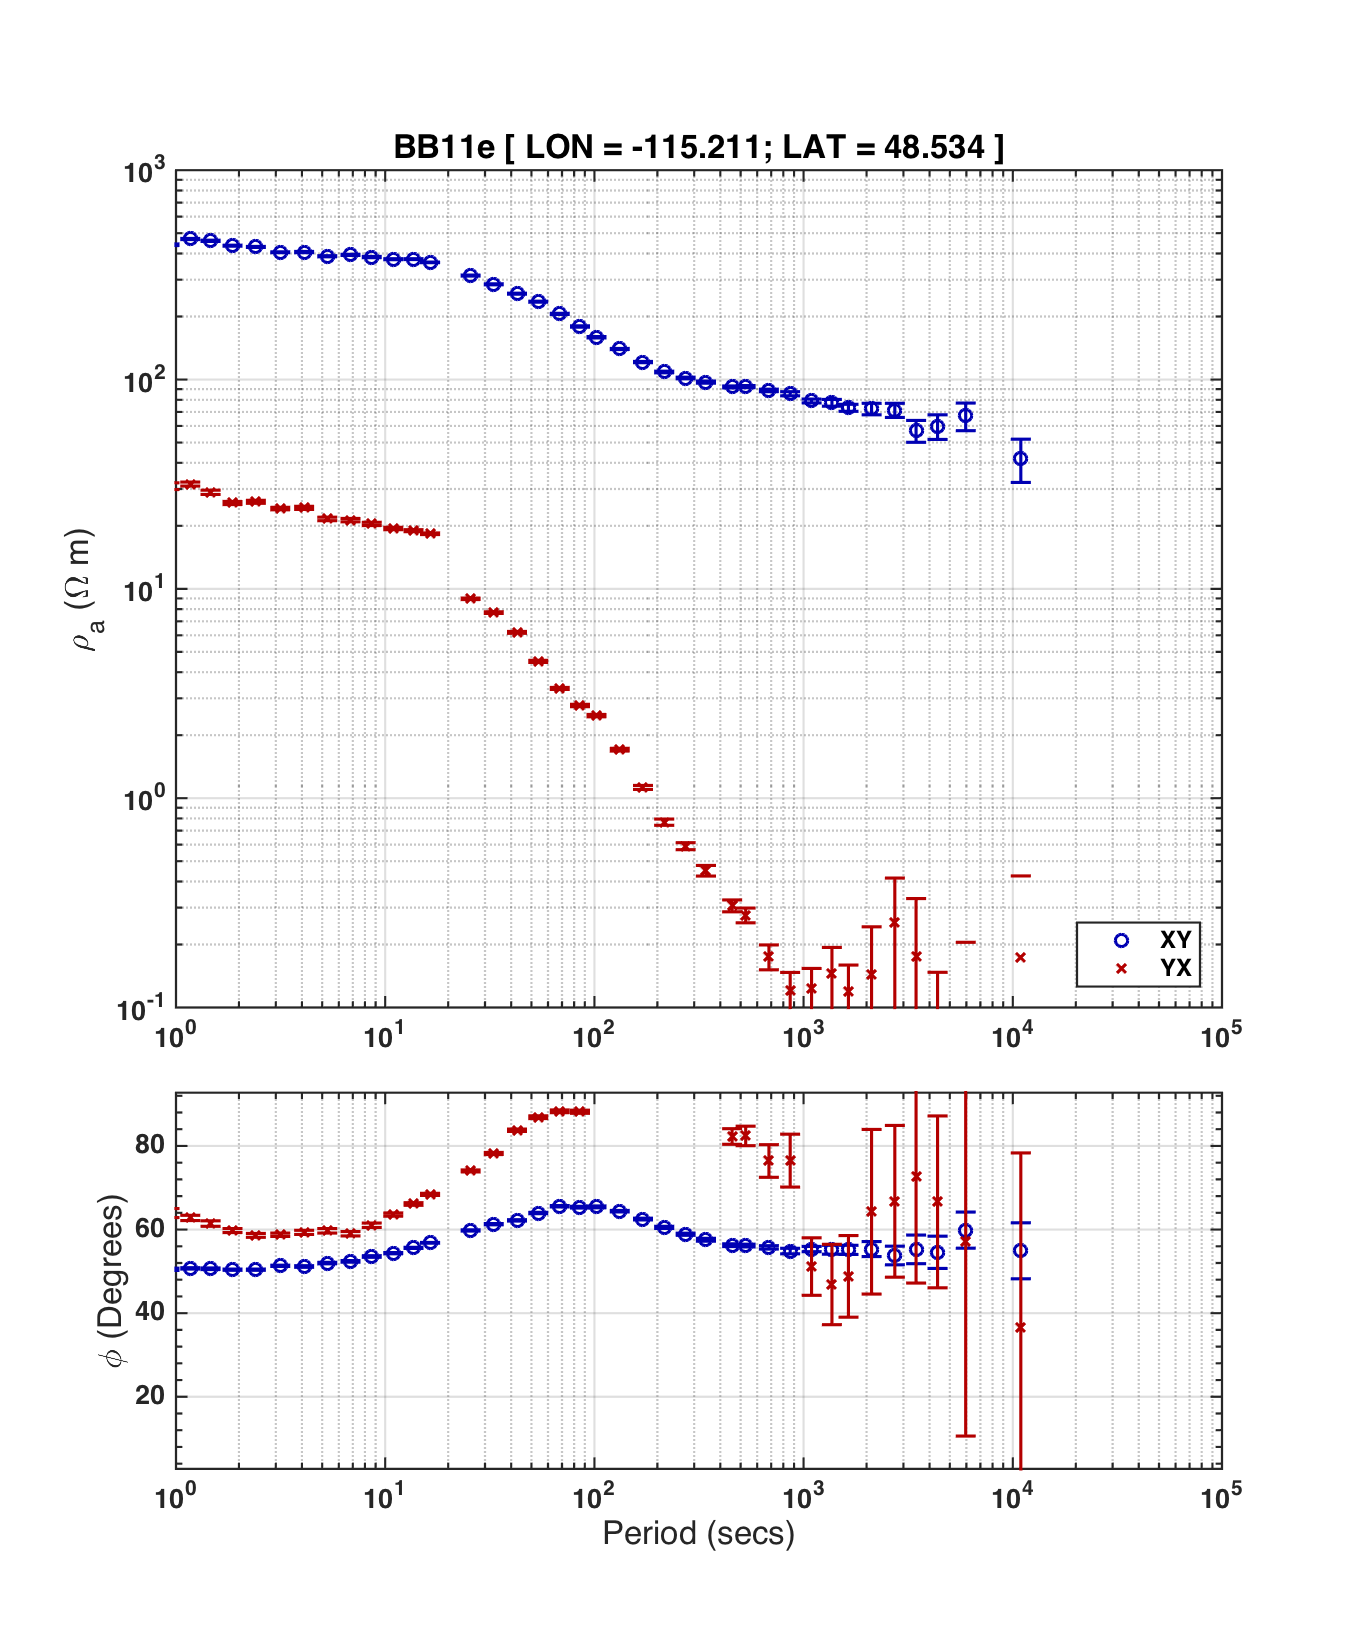 BB11e [ LON = -115.211; LAT = 48.534 ]
10^3
10^2
10^1
10^0
10^-1
ρa (Ω m)
XY
YX
10^0 10^1 10^2 10^3 10^4 10^5
80
60
40
20
ϕ (Degrees)
10^0 10^1 10^2 10^3 10^4 10^5
Period (secs)